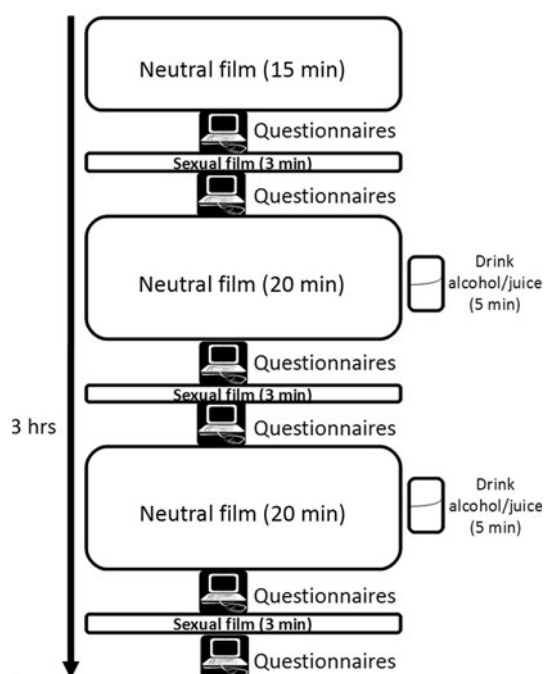 Neutral film (15 min)
Questionnaires
Sexual film (3 min)
Questionnaires
Neutral film (20 min)
Drink
alcohol/juice
(5 min)
Questionnaires
Sexual film (3 min)
3 hrs
Questionnaires
Neutral film (20 min)
Drink
alcohol/juice
(5 min)
Questionnaires
Sexual film (3 min)
Questionnaires